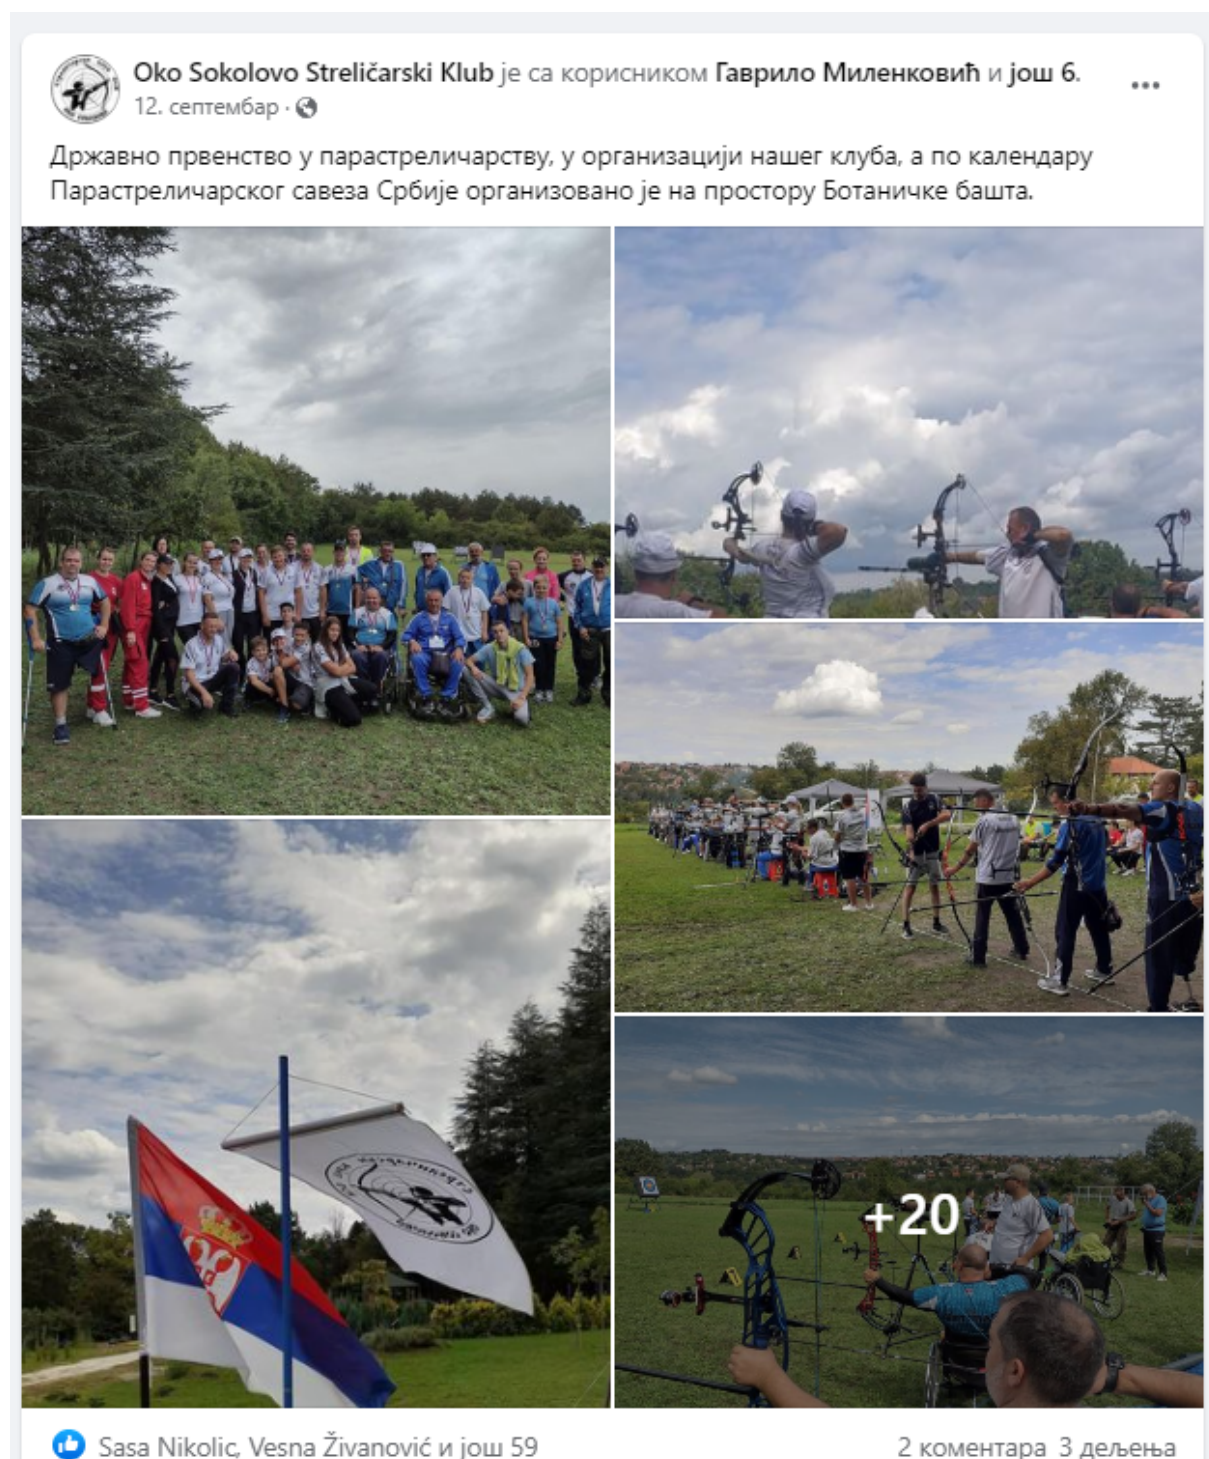 Oko Sokolovo Streličarski Klub је са корисником Гаврило Миленковић и још 6.
12. септембар ·
Државно првенство у парастреличарству, у организацији нашег клуба, а по календару
Парастреличарског савеза Србије организовано је на простору Ботаничке башта.
+20
Sasa Nikolic, Vesna Živanović и још 59
2 коментара 3 дељења